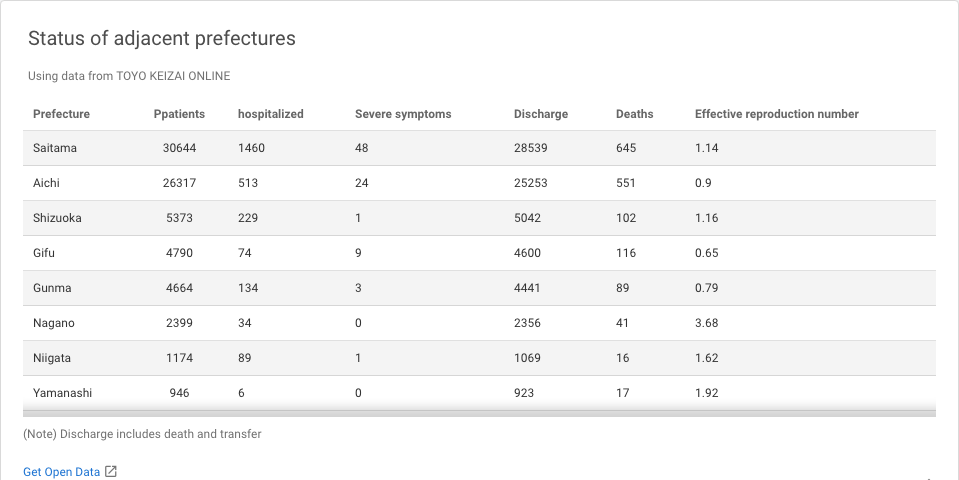 Status of adjacent prefectures
Using data from TOYO KEIZAI ONLINE
Prefecture Ppatients hospitalized Severe symptoms Discharge Deaths Effective reproduction number
Saitama 30644 1460 48 28539 645 1.14
Aichi 26317 513 24 25253 551 0.9
Shizuoka 5373 229 1 5042 102 1.16
Gifu 4790 74 9 4600 116 0.65
Gunma 4664 134 3 4441 89 0.79
Nagano 2399 34 0 2356 41 3.68
Niigata 1174 89 1 1069 16 1.62
Yamanashi 946 6 0 923 17 1.92
(Note) Discharge includes death and transfer
Get Open Data